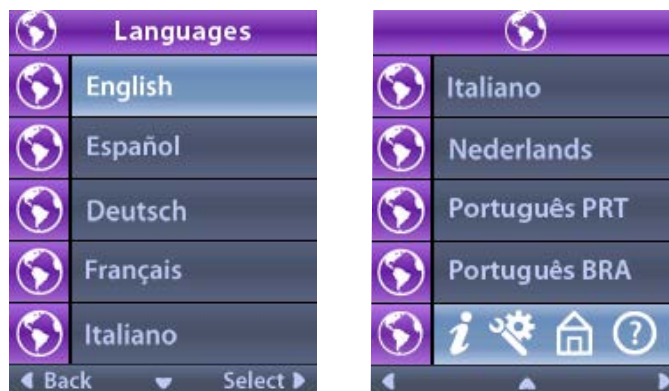 Languages
English
Español
Deutsch
Français
Italiano
Back Select
Italiano
Nederlands
Português PRT
Português BRA